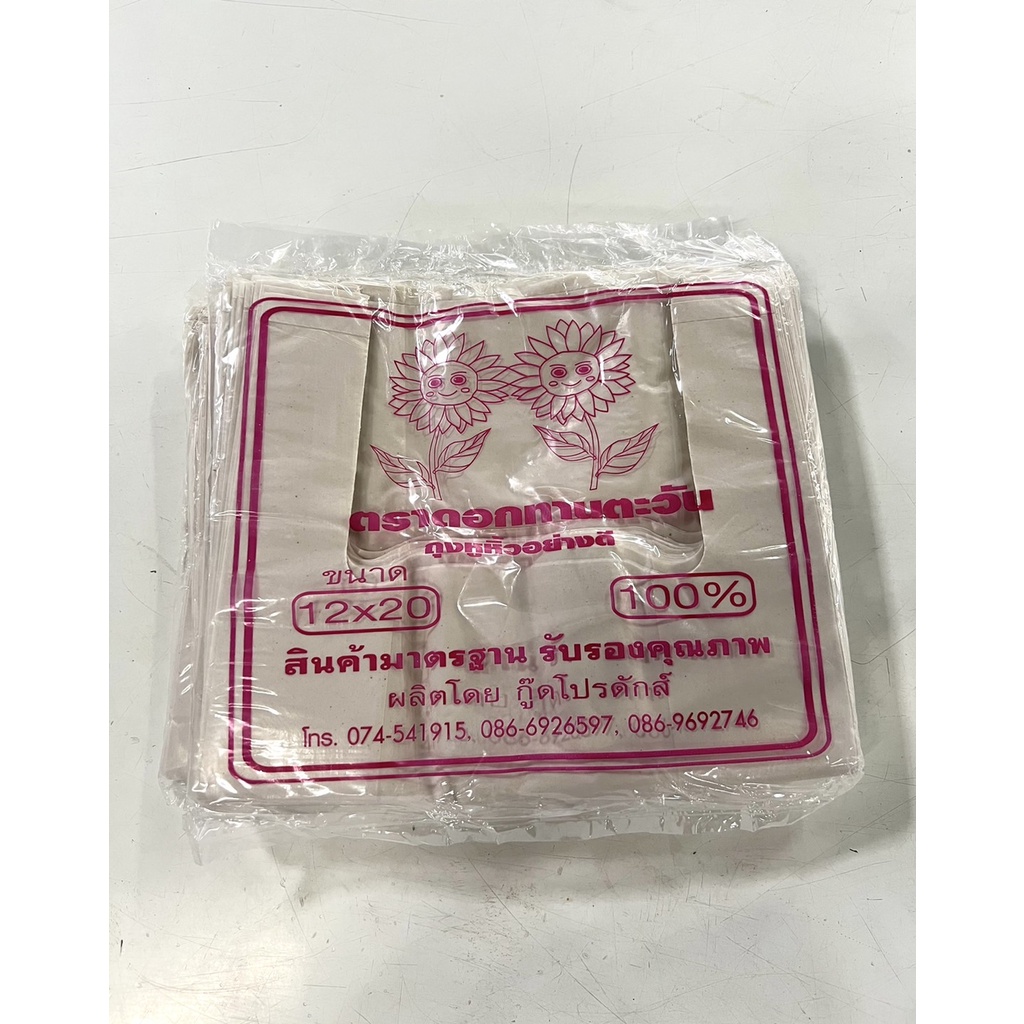 ตราดอกทานตะวัน
ถุงหูหิ้วอย่างดี
ขนาด
12x20 100%
สินค้ามาตรฐาน รับรองคุณภาพ
ผลิตโดย กู๊ดโปรดักส์
โทร. 074-541915, 086-6926597, 086-9692746